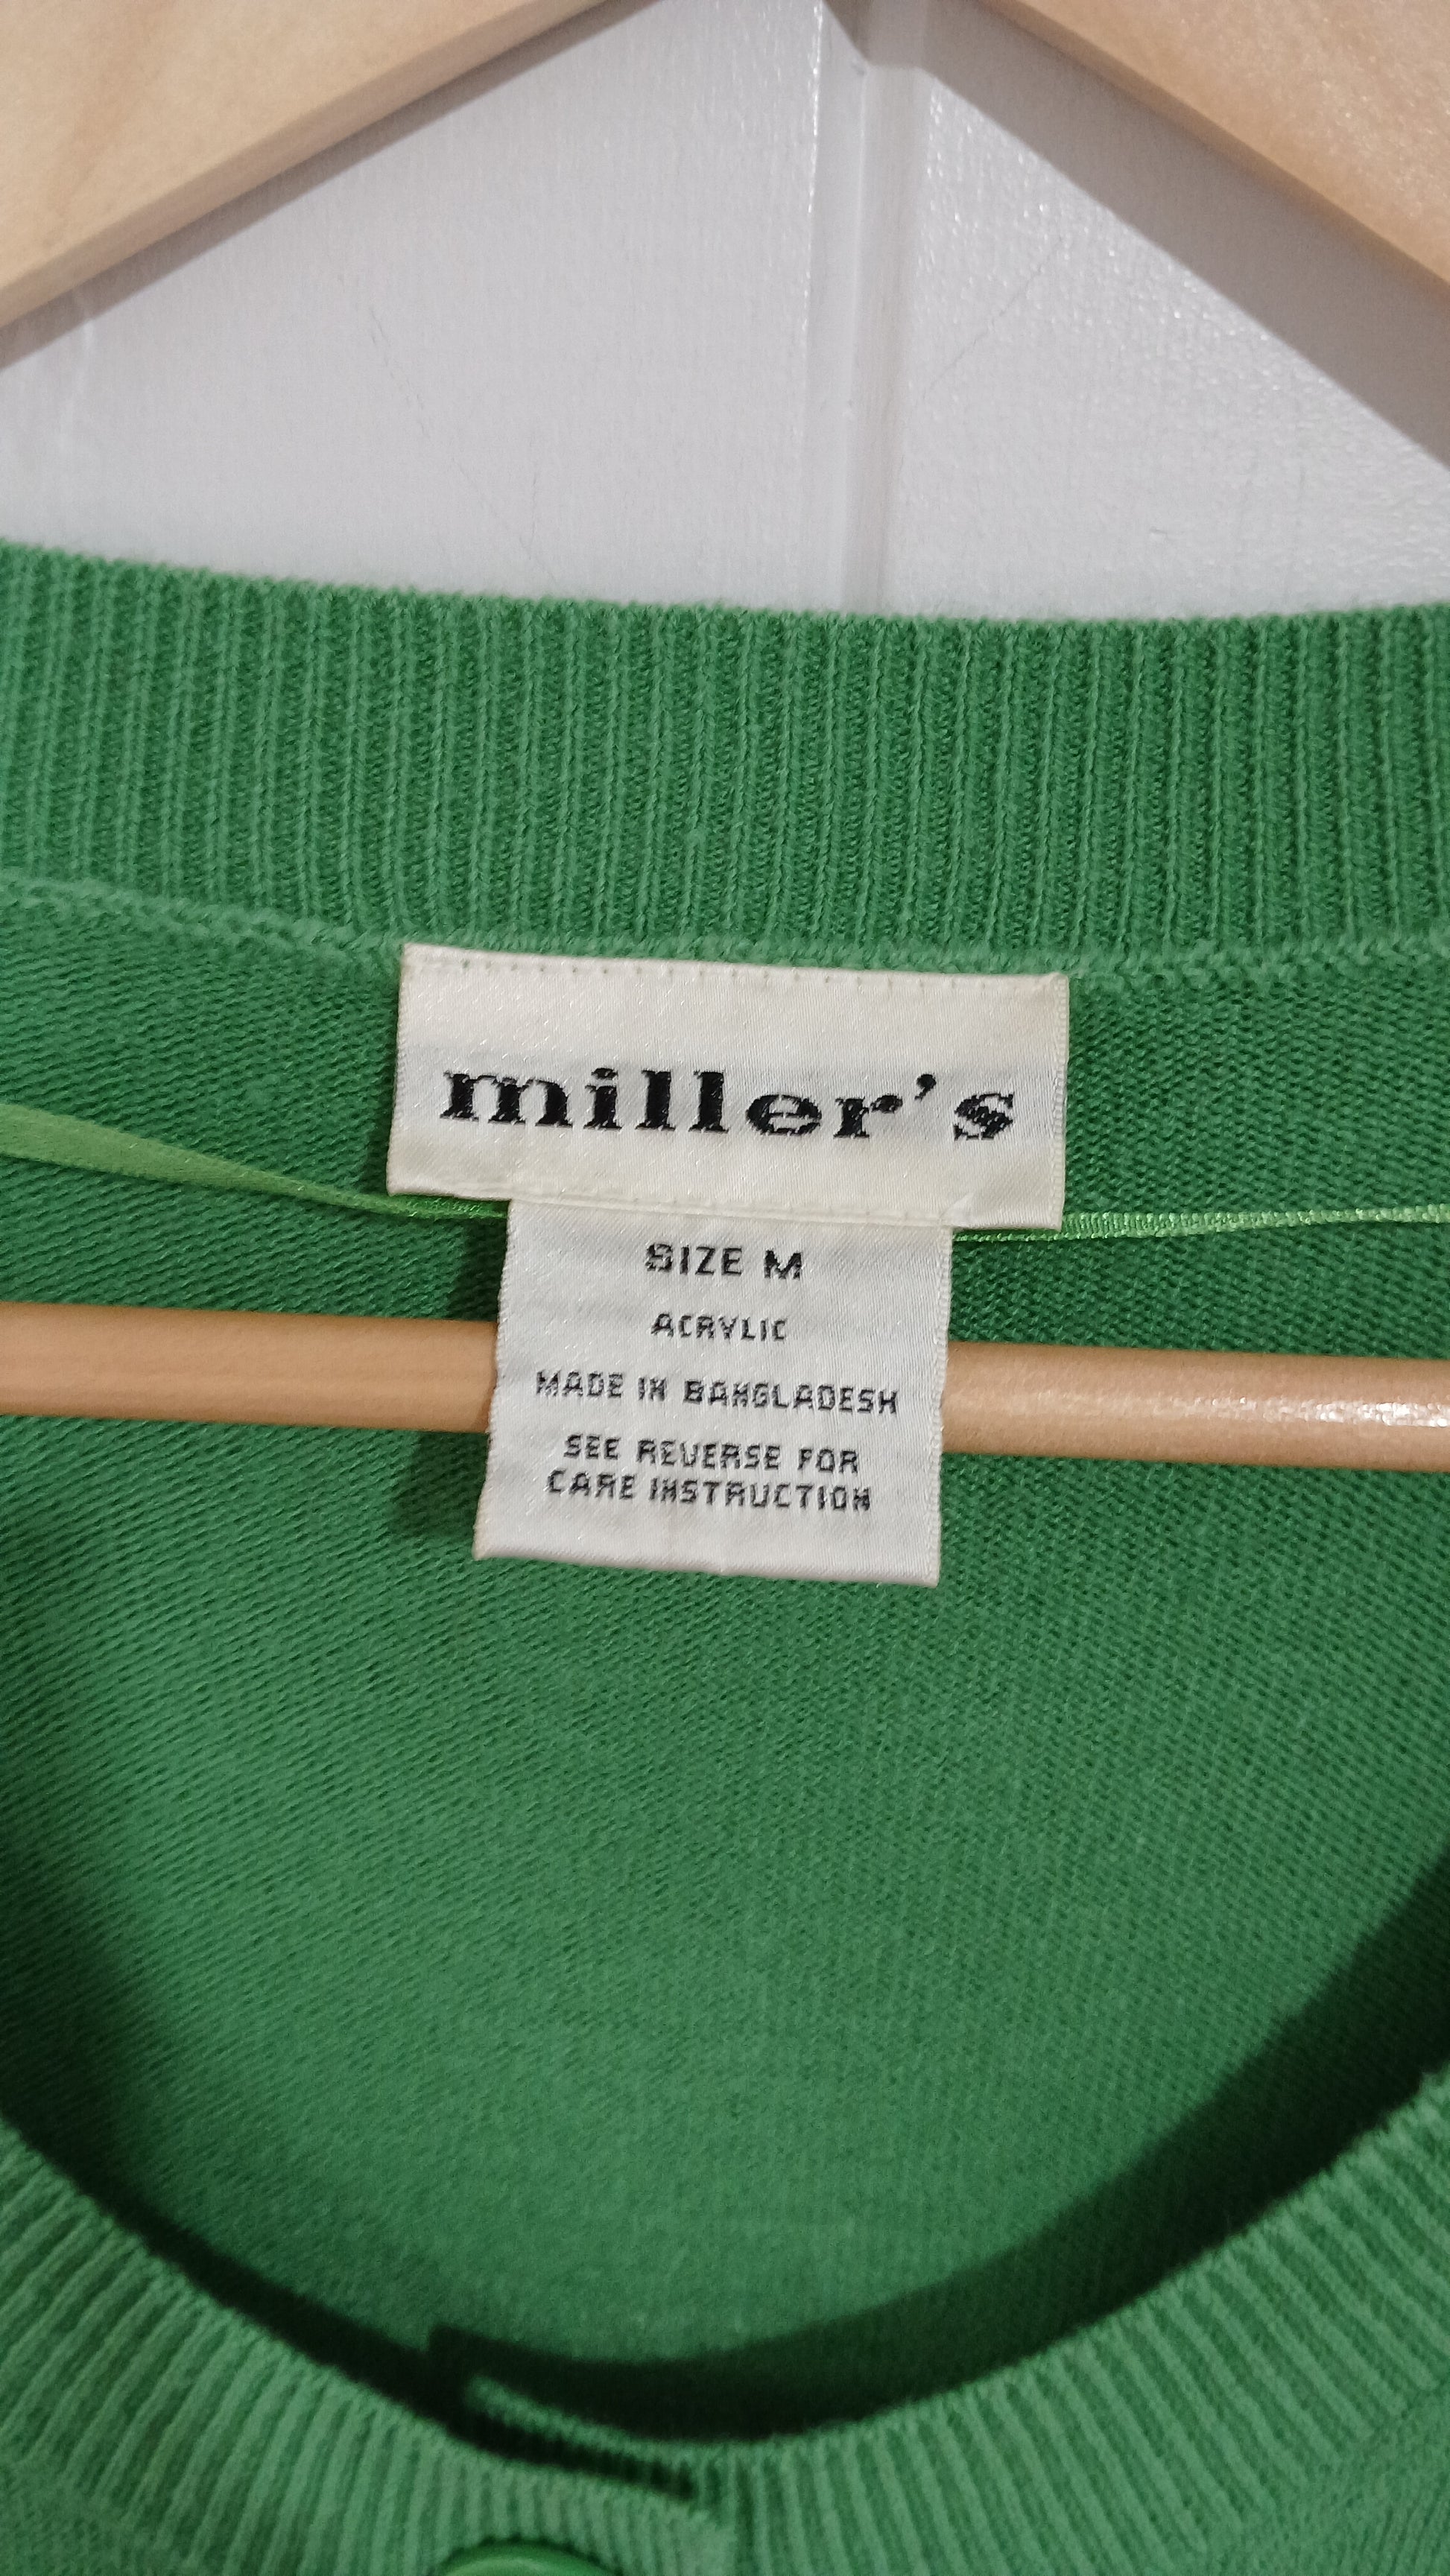 miller's
SIZE M
ACRYLIC
MADE IN BANGLADESH
SEE REVERSE FOR
CARE INSTRUCTION